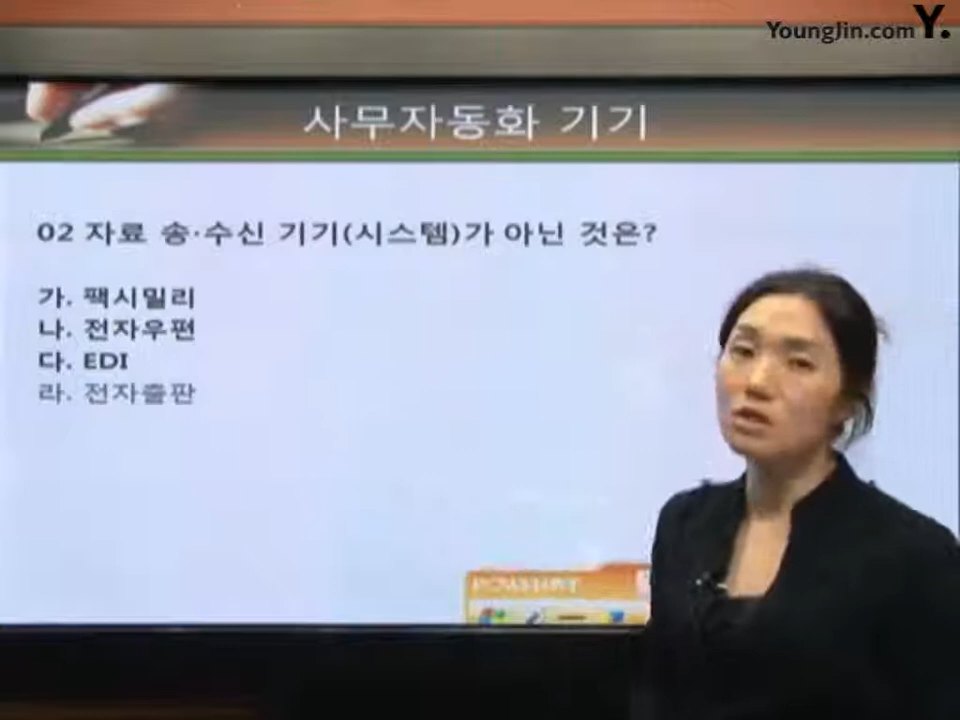 YoungJin.com Y.
사무자동화 기기
02 자료 송·수신 기기(시스템)가 아닌 것은?
가. 팩시밀리
나. 전자우편
다. EDI
라. 전자출판